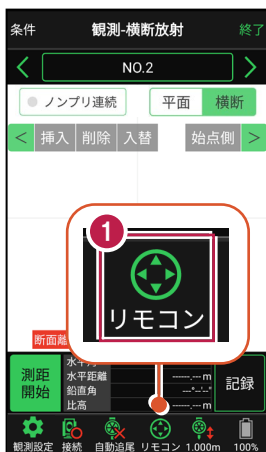 条件 観測-横断放射 終了
< NO.2 >
ノンプリ連続 平面 横断
< 挿入 削除 入替 始点側 >
1
リモコン
断面離
測距開始
水平
水平距離 -----.--- m
鉛直角 ---°--'--"
比高 -----.--- m
記録
観測設定 接続 自動追尾 リモコン 1.000m 100%